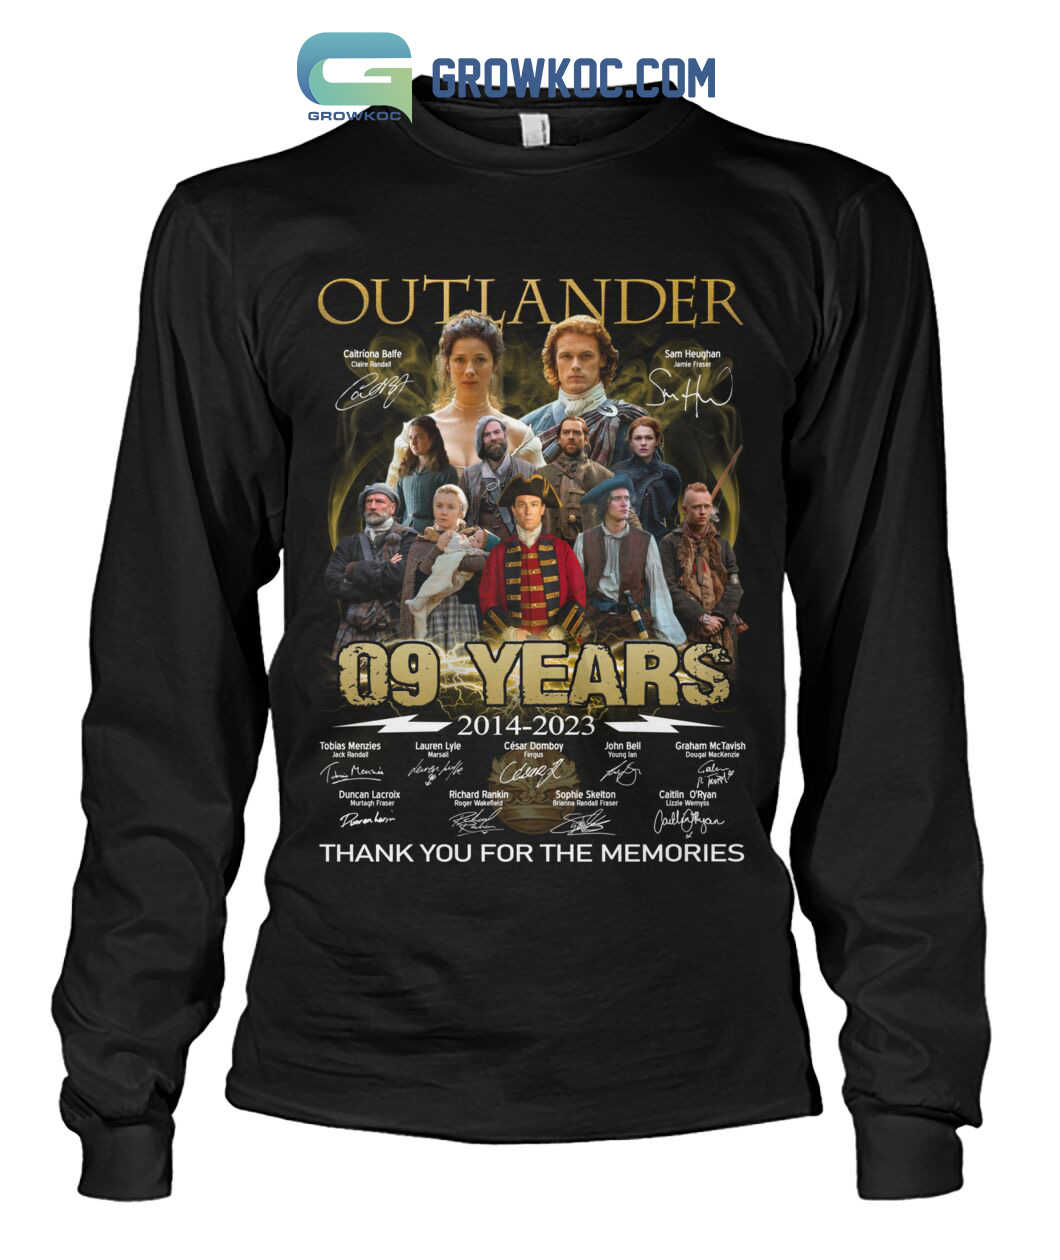 GROWKOC.COM
GROWKOC
OUTLANDER
Caitriona Balfe
Claire Randall
Sam Heughan
Jamie Fraser
09 YEARS
2014-2023
Tobias Menzies
Jack Randall
Lauren Lyle
Marsali
César Domboy
Fergus
John Bell
Young Ian
Graham McTavish
Dougal MacKenzie
Duncan Lacroix
Murtagh Fraser
Richard Rankin
Roger Wakefield
Sophie Skelton
Brianna Randall Fraser
Caitlin O'Ryan
Lizzie Wemyss
THANK YOU FOR THE MEMORIES